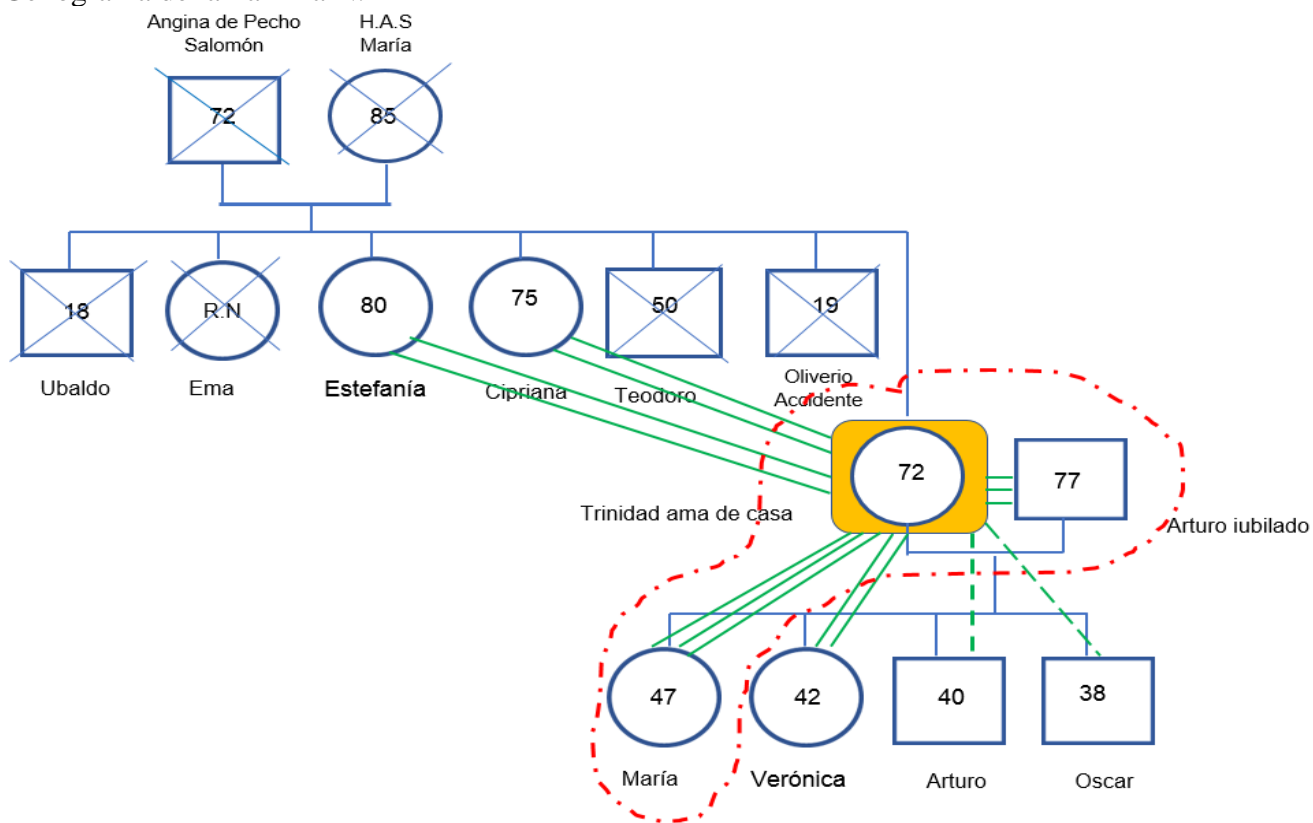 Angina de Pecho
Salomón
H.A.S
María
72
85
18
R.N
80
75
50
19
Ubaldo
Ema
Estefanía
Cipriana
Teodoro
Oliverio
Accidente
72
77
Trinidad ama de casa
Arturo iubilado
47
42
40
38
María
Verónica
Arturo
Oscar